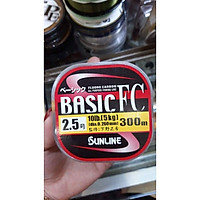 FLUORO CARBON
ベーシック
BASIC FC
2.5号
10lb.(5kg)
300m
SUNLINE